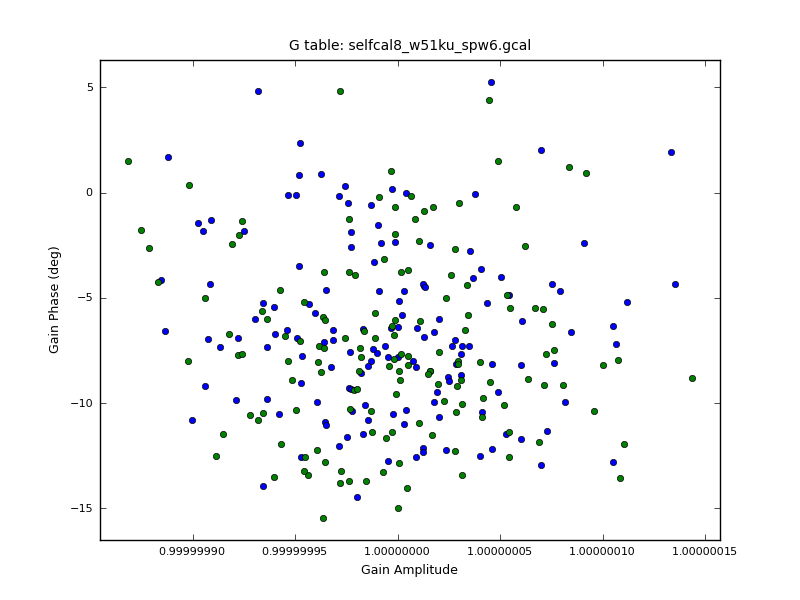 G table: selfcal8_w51ku_spw6.gcal
5
0
−5
−10
−15
Gain Phase (deg)
0.99999990 0.99999995 1.00000000 1.00000005 1.00000010 1.00000015
Gain Amplitude